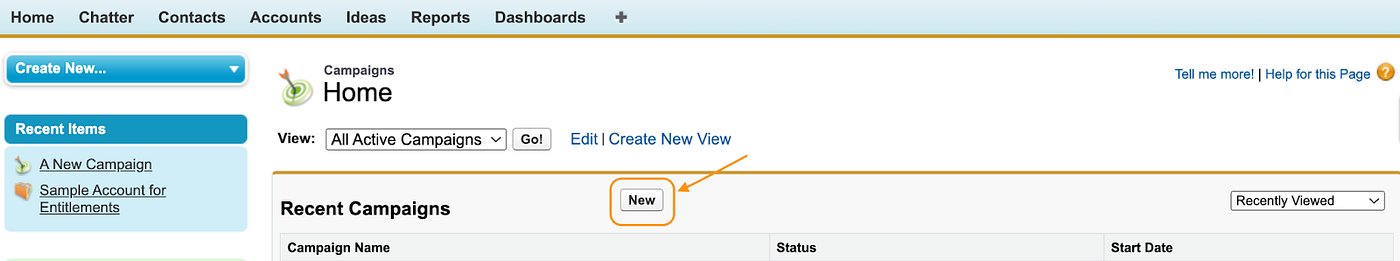 Home Chatter Contacts Accounts Ideas Reports Dashboards +
Create New...
Recent Items
A New Campaign
Sample Account for
Entitlements
Campaigns
Home
Tell me more! | Help for this Page ?
View: All Active Campaigns Go! Edit | Create New View
Recent Campaigns New Recently Viewed
Campaign Name Status Start Date